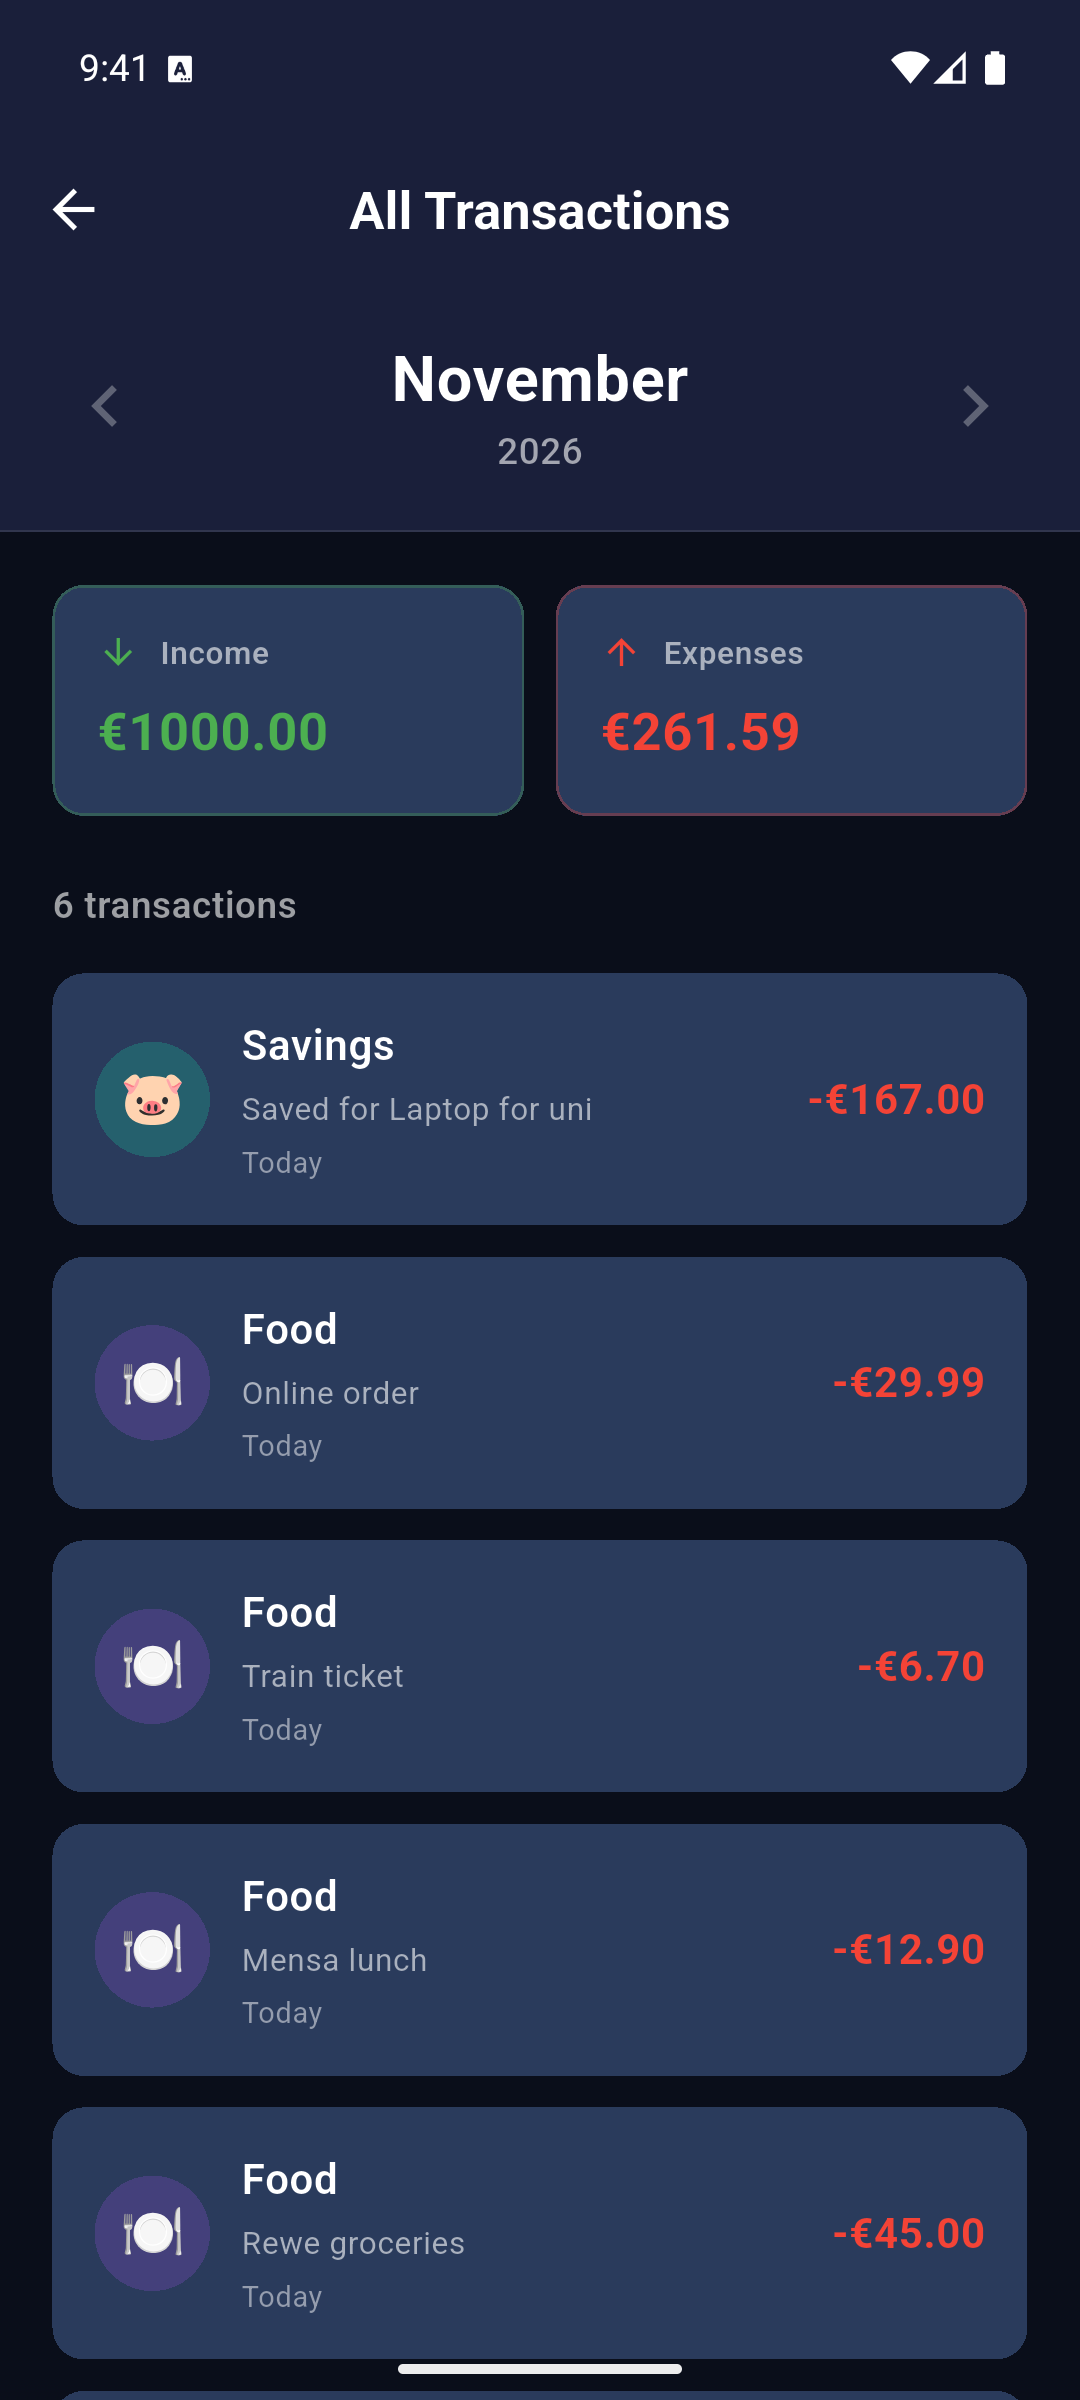 9:41
All Transactions
November
2026
Income
€1000.00
Expenses
€261.59
6 transactions
Savings
Saved for Laptop for uni
Today
-€167.00
Food
Online order
Today
-€29.99
Food
Train ticket
Today
-€6.70
Food
Mensa lunch
Today
-€12.90
Food
Rewe groceries
Today
-€45.00